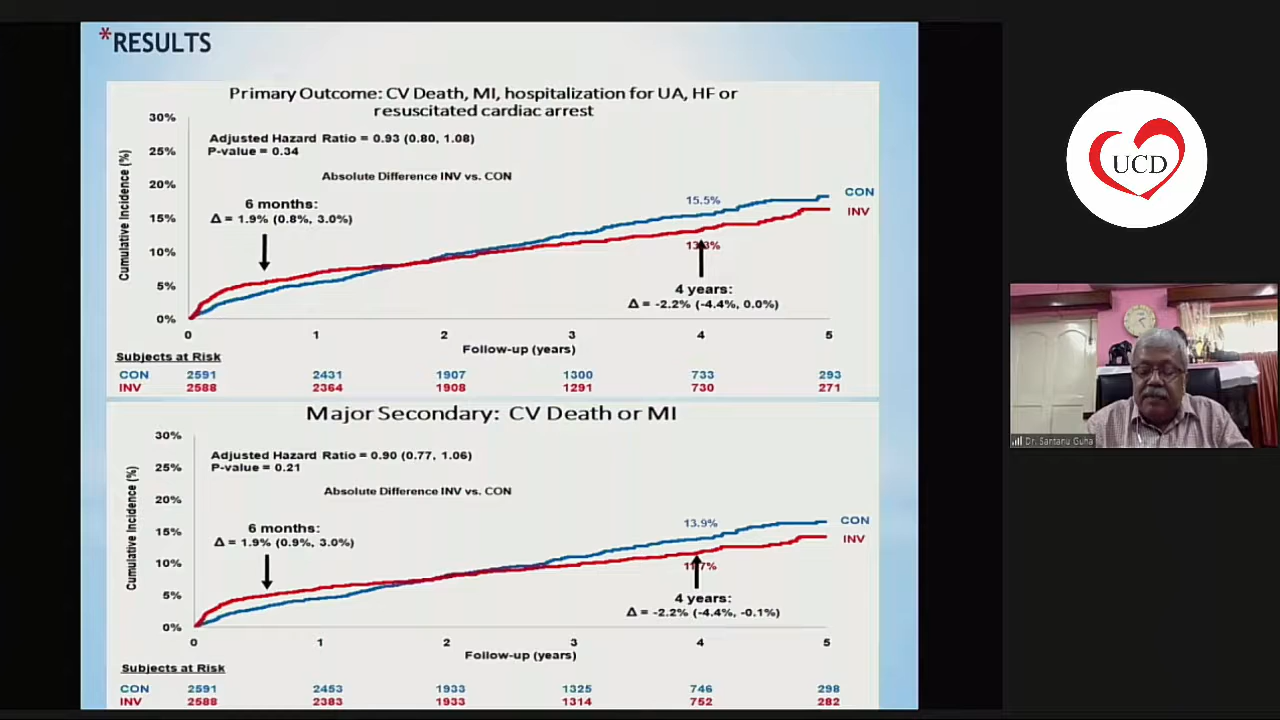 *RESULTS
Primary Outcome: CV Death, MI, hospitalization for UA, HF or
resuscitated cardiac arrest
30%
25%
20%
15%
10%
5%
0%
Cumulative Incidence (%)
Adjusted Hazard Ratio = 0.93 (0.80, 1.08)
P-value = 0.34
Absolute Difference INV vs. CON
6 months:
Δ = 1.9% (0.8%, 3.0%)
15.5%
CON
INV
4 years:
Δ = -2.2% (-4.4%, 0.0%)
0 1 2 3 4 5
Follow-up (years)
Subjects at Risk
CON 2591 2431 1907 1300 733 293
INV 2588 2364 1908 1291 730 271
Major Secondary: CV Death or MI
30%
25%
20%
15%
10%
5%
0%
Cumulative Incidence (%)
Adjusted Hazard Ratio = 0.90 (0.77, 1.06)
P-value = 0.21
Absolute Difference INV vs. CON
6 months:
Δ = 1.9% (0.9%, 3.0%)
13.9%
CON
INV
4 years:
Δ = -2.2% (-4.4%, -0.1%)
0 1 2 3 4 5
Follow-up (years)
Subjects at Risk
CON 2591 2453 1933 1325 746 298
INV 2588 2383 1933 1314 752 282
UCD
Dr. Santanu Guha